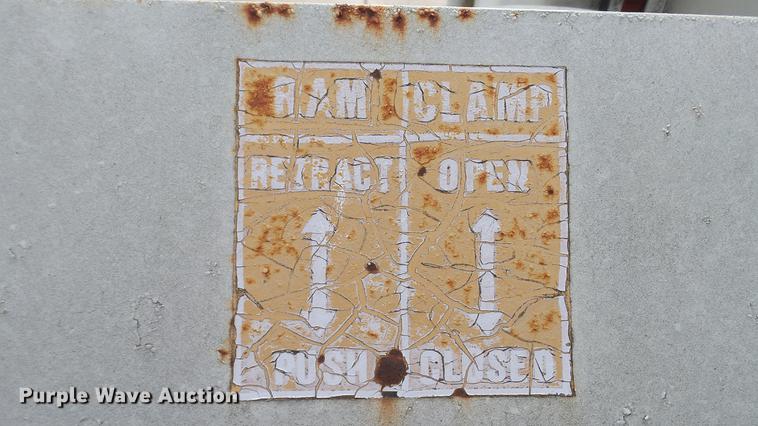 RAM CLAMP
RETRACT OPEN
PUSH CLOSED
Purple Wave Auction